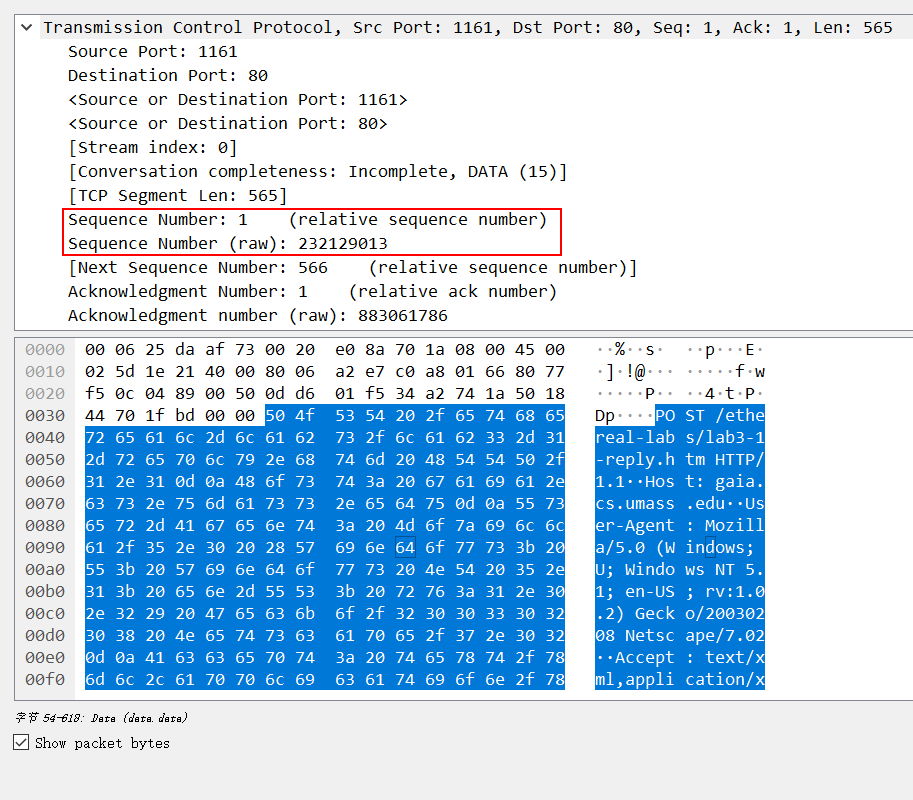 Transmission Control Protocol, Src Port: 1161, Dst Port: 80, Seq: 1, Ack: 1, Len: 565
Source Port: 1161
Destination Port: 80
<Source or Destination Port: 1161>
<Source or Destination Port: 80>
[Stream index: 0]
[Conversation completeness: Incomplete, DATA (15)]
[TCP Segment Len: 565]
Sequence Number: 1    (relative sequence number)
Sequence Number (raw): 232129013
[Next Sequence Number: 566    (relative sequence number)]
Acknowledgment Number: 1    (relative ack number)
Acknowledgment number (raw): 883061786
0000 00 06 25 da af 73 00 20 e0 8a 70 1a 08 00 45 00 ··%··s· ··p···E·
0010 02 5d 1e 21 40 00 80 06 a2 e7 c0 a8 01 66 80 77 ·]·!@··· ·····f·w
0020 f5 0c 04 89 00 50 0d d6 01 f5 34 a2 74 1a 50 18 ·····P·· ··4·t·P·
0030 44 70 1f bd 00 00 50 4f 53 54 20 2f 65 74 68 65 Dp····PO ST /ethe
0040 72 65 61 6c 2d 6c 61 62 73 2f 6c 61 62 33 2d 31 real-lab s/lab3-1
0050 2d 72 65 70 6c 79 2e 68 74 6d 20 48 54 54 50 2f -reply.h tm HTTP/
0060 31 2e 31 0d 0a 48 6f 73 74 3a 20 67 61 69 61 2e 1.1··Hos t: gaia.
0070 63 73 2e 75 6d 61 73 73 2e 65 64 75 0d 0a 55 73 cs.umass .edu··Us
0080 65 72 2d 41 67 65 6e 74 3a 20 4d 6f 7a 69 6c 6c er-Agent : Mozill
0090 61 2f 35 2e 30 20 28 57 69 6e 64 6f 77 73 3b 20 a/5.0 (W indows;
00a0 55 3b 20 57 69 6e 64 6f 77 73 20 4e 54 20 35 2e U; Windo ws NT 5.
00b0 31 3b 20 65 6e 2d 55 53 3b 20 72 76 3a 31 2e 30 1; en-US ; rv:1.0
00c0 2e 32 29 20 47 65 63 6b 6f 2f 32 30 30 33 30 32 .2) Geck o/200302
00d0 30 38 20 4e 65 74 73 63 61 70 65 2f 37 2e 30 32 08 Netsc ape/7.02
00e0 0d 0a 41 63 63 65 70 74 3a 20 74 65 78 74 2f 78 ··Accept : text/x
00f0 6d 6c 2c 61 70 70 6c 69 63 61 74 69 6f 6e 2f 78 ml,appli cation/x
字节 54-618: Data (data.data)
Show packet bytes